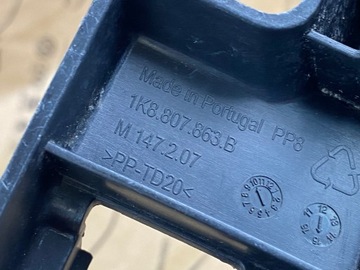 Made in Portugal PP8
1K8.807.863.B
M 147.2.07
>PP-TD20<